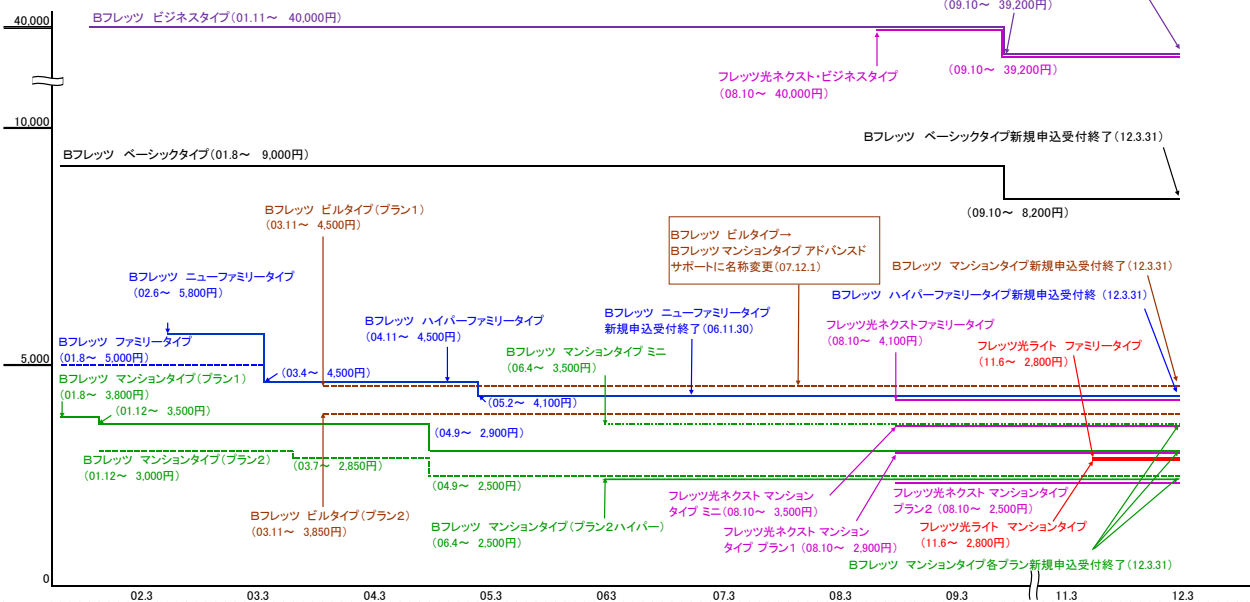 (09.10～ 39,200円)
Bフレッツ ビジネスタイプ(01.11～ 40,000円)
40,000
フレッツ光ネクスト・ビジネスタイプ
(08.10～ 40,000円)
(09.10～ 39,200円)
10,000
Bフレッツ ベーシックタイプ新規申込受付終了(12.3.31)
Bフレッツ ベーシックタイプ(01.8～ 9,000円)
(09.10～ 8,200円)
Bフレッツ ビルタイプ(プラン1)
(03.11～ 4,500円)
Bフレッツ ビルタイプ→
Bフレッツ マンションタイプ アドバンスド
サポートに名称変更(07.12.1)
Bフレッツ マンションタイプ新規申込受付終了(12.3.31)
Bフレッツ ニューファミリータイプ
(02.6～ 5,800円)
Bフレッツ ハイパーファミリータイプ新規申込受付終 (12.3.31)
Bフレッツ ハイパーファミリータイプ
(04.11～ 4,500円)
Bフレッツ ニューファミリータイプ
新規申込受付終了(06.11.30)
フレッツ光ネクストファミリータイプ
(08.10～ 4,100円)
フレッツ光ライト ファミリータイプ
(11.6～ 2,800円)
Bフレッツ ファミリータイプ
(01.8～ 5,000円)
Bフレッツ マンションタイプ ミニ
(06.4～ 3,500円)
5,000
Bフレッツ マンションタイプ(プラン1)
(01.8～ 3,800円)
(03.4～ 4,500円)
(01.12～ 3,500円)
(05.2～ 4,100円)
(04.9～ 2,900円)
Bフレッツ マンションタイプ(プラン2)
(01.12～ 3,000円)
(03.7～ 2,850円)
(04.9～ 2,500円)
フレッツ光ネクスト マンション
タイプ ミニ(08.10～ 3,500円)
フレッツ光ネクスト マンションタイプ
プラン2 (08.10～ 2,500円)
Bフレッツ ビルタイプ(プラン2)
(03.11～ 3,850円)
Bフレッツ マンションタイプ(プラン2ハイパー)
(06.4～ 2,500円)
フレッツ光ネクスト マンション
タイプ プラン1 (08.10～ 2,900円)
フレッツ光ライト マンションタイプ
(11.6～ 2,800円)
Bフレッツ マンションタイプ各プラン新規申込受付終了(12.3.31)
0
02.3 03.3 04.3 05.3 063 07.3 08.3 09.3 11.3 12.3